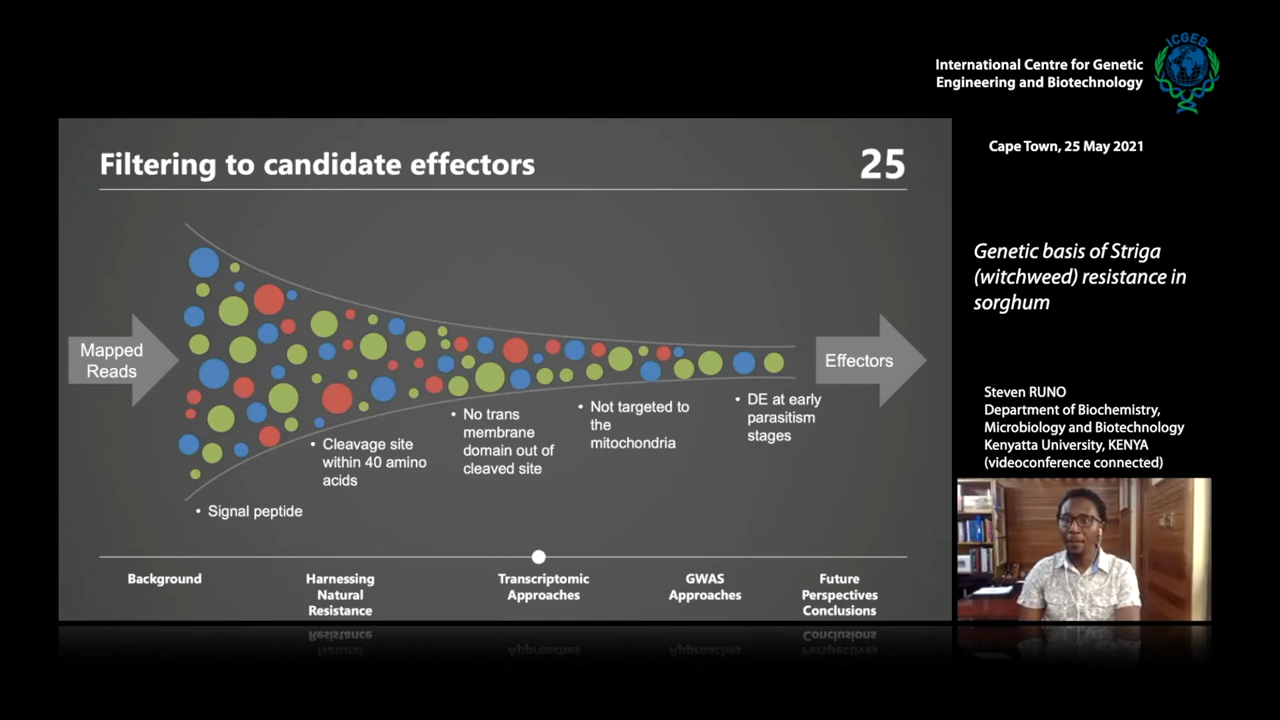 ICGEB
International Centre for Genetic
Engineering and Biotechnology
Cape Town, 25 May 2021
Filtering to candidate effectors
25
Mapped
Reads
Effectors
• Signal peptide
• Cleavage site
within 40 amino
acids
• No trans
membrane
domain out of
cleaved site
• Not targeted to
the
mitochondria
• DE at early
parasitism
stages
Background
Harnessing
Natural
Resistance
Transcriptomic
Approaches
GWAS
Approaches
Future
Perspectives
Conclusions
Genetic basis of Striga
(witchweed) resistance in
sorghum
Steven RUNO
Department of Biochemistry,
Microbiology and Biotechnology
Kenyatta University, KENYA
(videoconference connected)